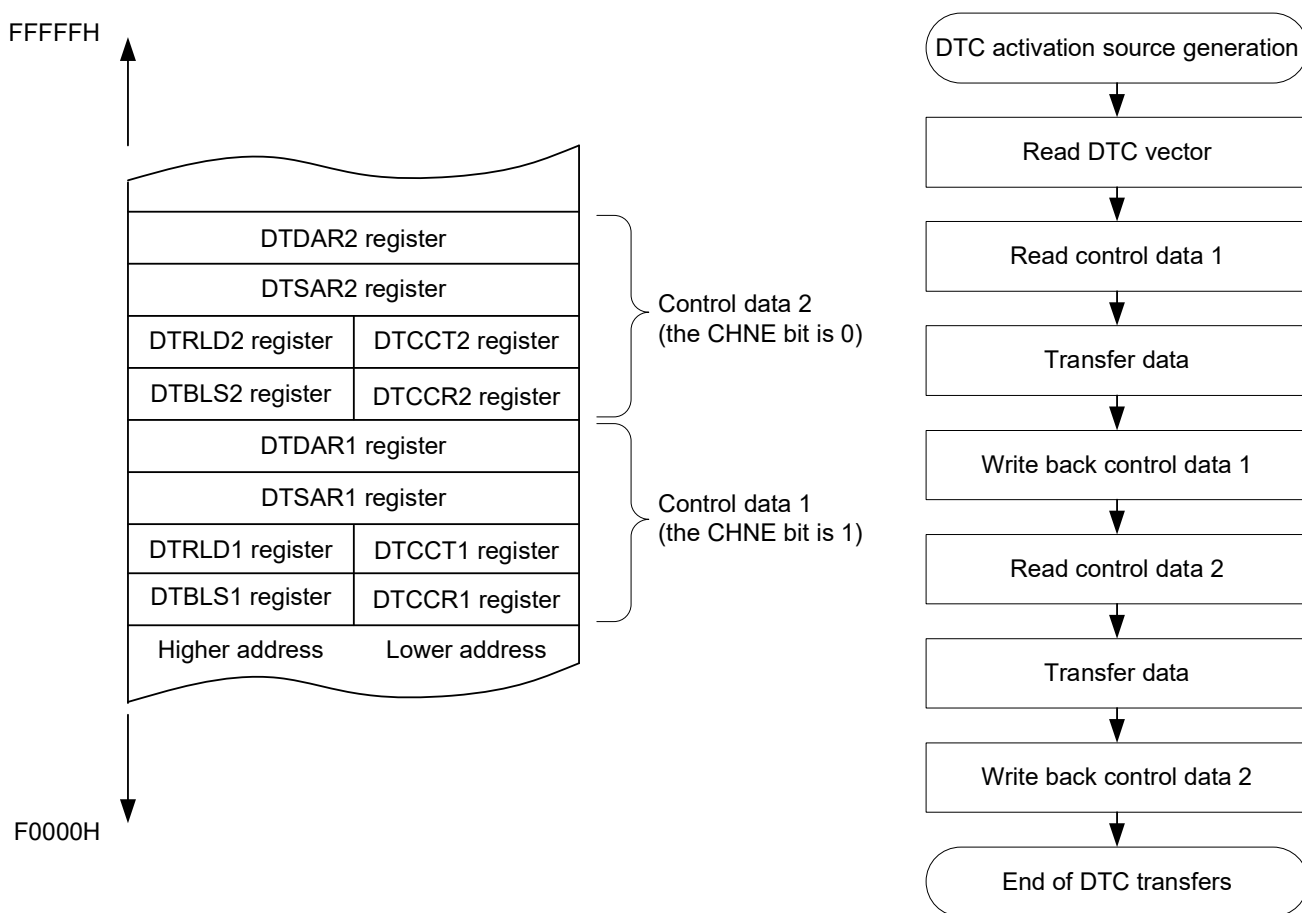 FFFFFH
DTDAR2 register
DTSAR2 register
DTRLD2 register DTCCT2 register
DTBLS2 register DTCCR2 register
DTDAR1 register
DTSAR1 register
DTRLD1 register DTCCT1 register
DTBLS1 register DTCCR1 register
Higher address Lower address
F0000H
Control data 2
(the CHNE bit is 0)
Control data 1
(the CHNE bit is 1)
DTC activation source generation
Read DTC vector
Read control data 1
Transfer data
Write back control data 1
Read control data 2
Transfer data
Write back control data 2
End of DTC transfers